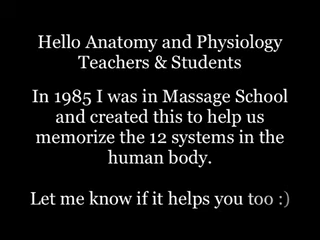 Hello Anatomy and Physiology
Teachers & Students
In 1985 I was in Massage School
and created this to help us
memorize the 12 systems in the
human body.
Let me know if it helps you too :)